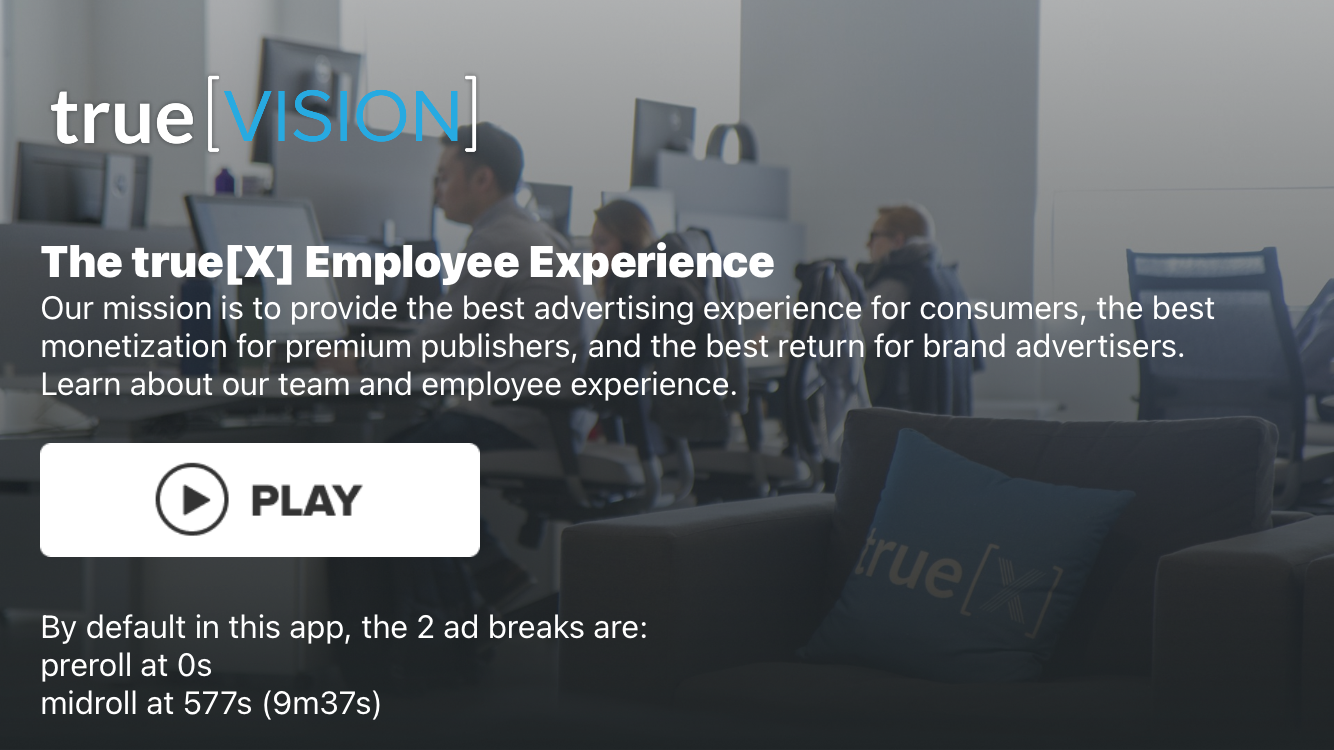 true[VISION]
The true[X] Employee Experience
Our mission is to provide the best advertising experience for consumers, the best
monetization for premium publishers, and the best return for brand advertisers.
Learn about our team and employee experience.
PLAY
true[X]
By default in this app, the 2 ad breaks are:
preroll at 0s
midroll at 577s (9m37s)